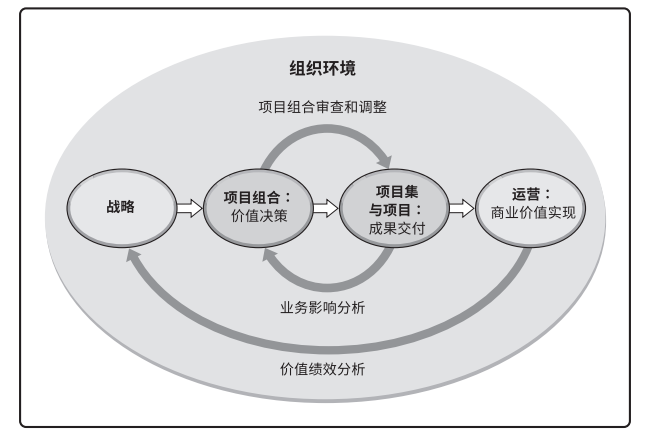 组织环境
项目组合审查和调整
战略
项目组合：
价值决策
项目集
与项目：
成果交付
运营：
商业价值实现
业务影响分析
价值绩效分析